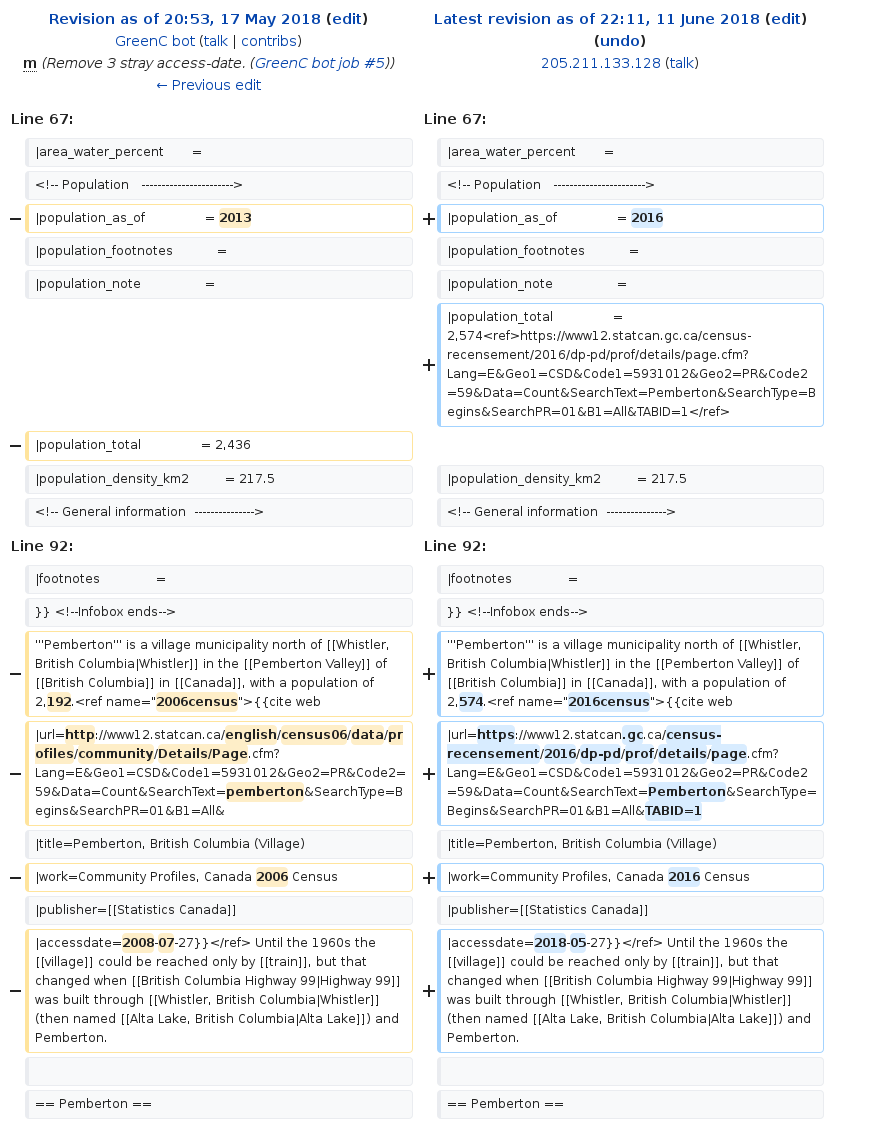 Revision as of 20:53, 17 May 2018 (edit)
GreenC bot (talk | contribs)
m (Remove 3 stray access-date. (GreenC bot job #5))
← Previous edit
Latest revision as of 22:11, 11 June 2018 (edit)
(undo)
205.211.133.128 (talk)
Line 67:
Line 67:
|area_water_percent =
|area_water_percent =
<!-- Population ----------------------->
<!-- Population ----------------------->
− |population_as_of = 2013
+ |population_as_of = 2016
|population_footnotes =
|population_footnotes =
|population_note =
|population_note =
+ |population_total =
2,574<ref>https://www12.statcan.gc.ca/census-
recensement/2016/dp-pd/prof/details/page.cfm?
Lang=E&Geo1=CSD&Code1=5931012&Geo2=PR&Code2
=59&Data=Count&SearchText=Pemberton&SearchType=B
egins&SearchPR=01&B1=All&TABID=1</ref>
− |population_total = 2,436
|population_density_km2 = 217.5
|population_density_km2 = 217.5
<!-- General information --------------->
<!-- General information --------------->
Line 92:
Line 92:
|footnotes =
|footnotes =
}} <!--Infobox ends-->
}} <!--Infobox ends-->
− '''Pemberton''' is a village municipality north of [[Whistler,
British Columbia|Whistler]] in the [[Pemberton Valley]] of
[[British Columbia]] in [[Canada]], with a population of
2,192.<ref name="2006census">{{cite web
+ '''Pemberton''' is a village municipality north of [[Whistler,
British Columbia|Whistler]] in the [[Pemberton Valley]] of
[[British Columbia]] in [[Canada]], with a population of
2,574.<ref name="2016census">{{cite web
− |url=http://www12.statcan.ca/english/census06/data/pr
ofiles/community/Details/Page.cfm?
Lang=E&Geo1=CSD&Code1=5931012&Geo2=PR&Code2=
59&Data=Count&SearchText=pemberton&SearchType=B
egins&SearchPR=01&B1=All&
+ |url=https://www12.statcan.gc.ca/census-
recensement/2016/dp-pd/prof/details/page.cfm?
Lang=E&Geo1=CSD&Code1=5931012&Geo2=PR&Code2
=59&Data=Count&SearchText=Pemberton&SearchType=
Begins&SearchPR=01&B1=All&TABID=1
|title=Pemberton, British Columbia (Village)
|title=Pemberton, British Columbia (Village)
− |work=Community Profiles, Canada 2006 Census
+ |work=Community Profiles, Canada 2016 Census
|publisher=[[Statistics Canada]]
|publisher=[[Statistics Canada]]
− |accessdate=2008-07-27}}</ref> Until the 1960s the
[[village]] could be reached only by [[train]], but that
changed when [[British Columbia Highway 99|Highway 99]]
was built through [[Whistler, British Columbia|Whistler]]
(then named [[Alta Lake, British Columbia|Alta Lake]]) and
Pemberton.
+ |accessdate=2018-05-27}}</ref> Until the 1960s the
[[village]] could be reached only by [[train]], but that
changed when [[British Columbia Highway 99|Highway 99]]
was built through [[Whistler, British Columbia|Whistler]]
(then named [[Alta Lake, British Columbia|Alta Lake]]) and
Pemberton.
== Pemberton ==
== Pemberton ==